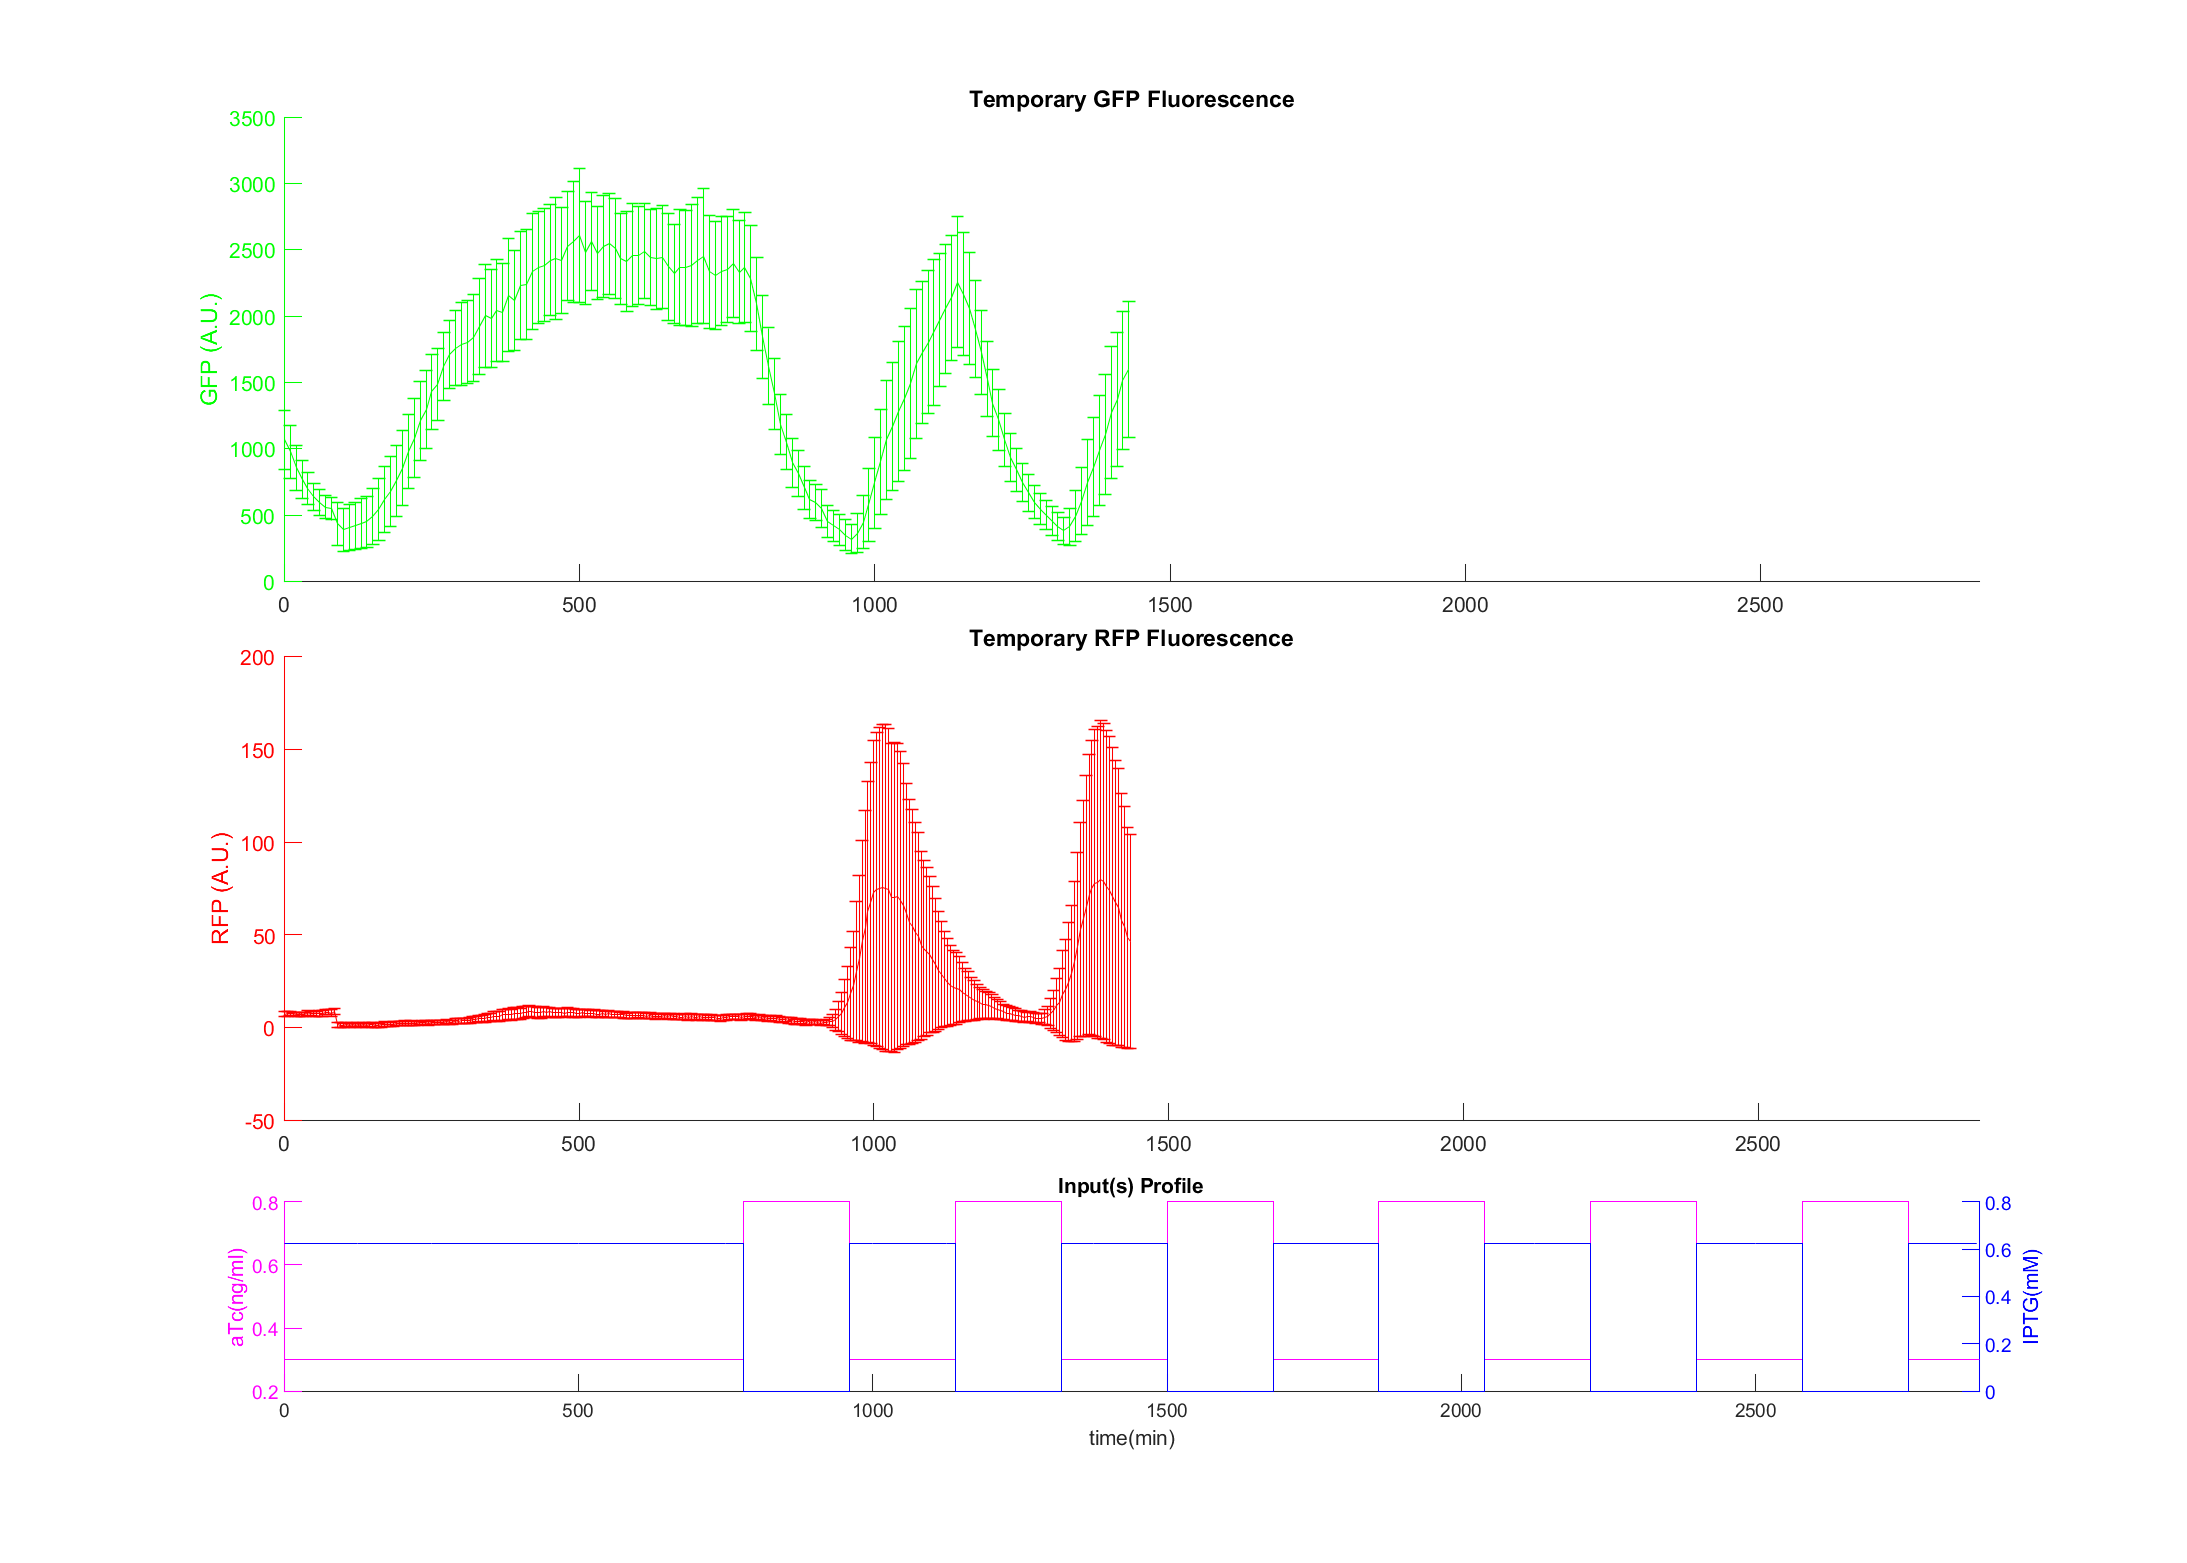 Temporary GFP Fluorescence
3500
3000
2500
2000
1500
1000
500
0
GFP (A.U.)
0 500 1000 1500 2000 2500
Temporary RFP Fluorescence
200
150
100
50
0
-50
RFP (A.U.)
0 500 1000 1500 2000 2500
Input(s) Profile
0.8
0.6
0.4
0.2
aTc(ng/ml)
0.8
0.6
0.4
0.2
0
IPTG(mM)
0 500 1000 1500 2000 2500
time(min)